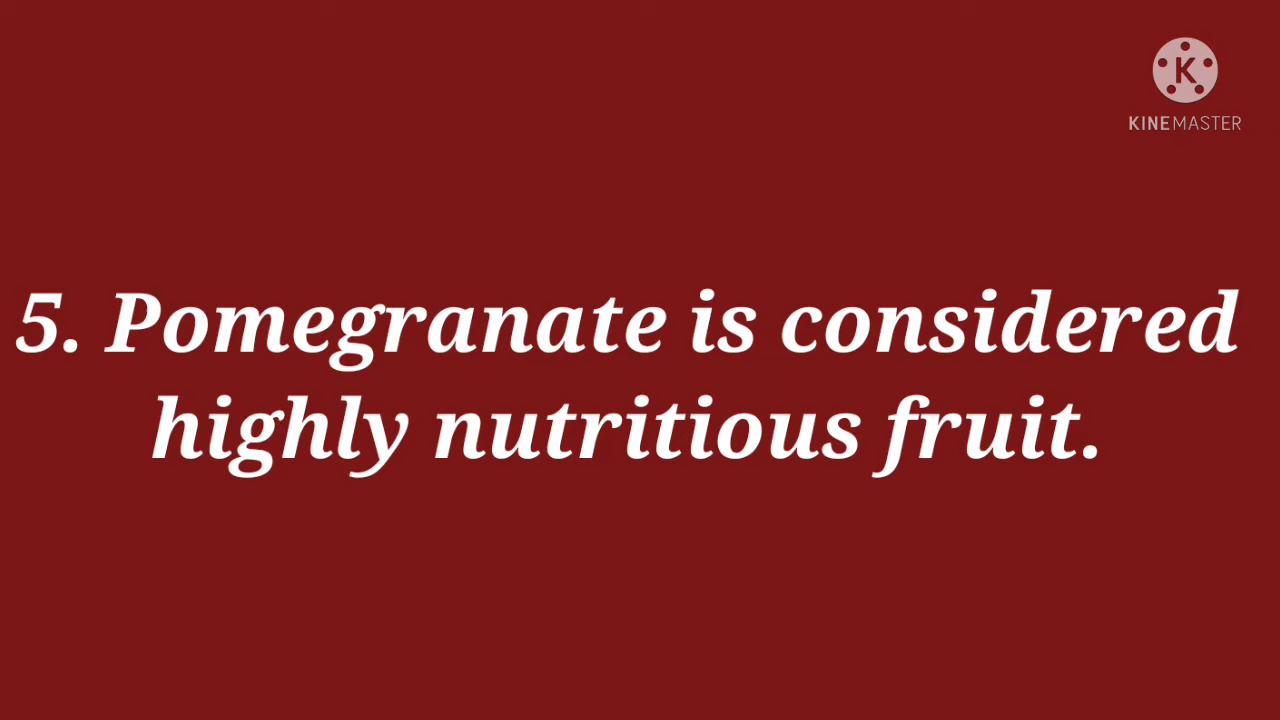 K
KINEMASTER
5. Pomegranate is considered
highly nutritious fruit.